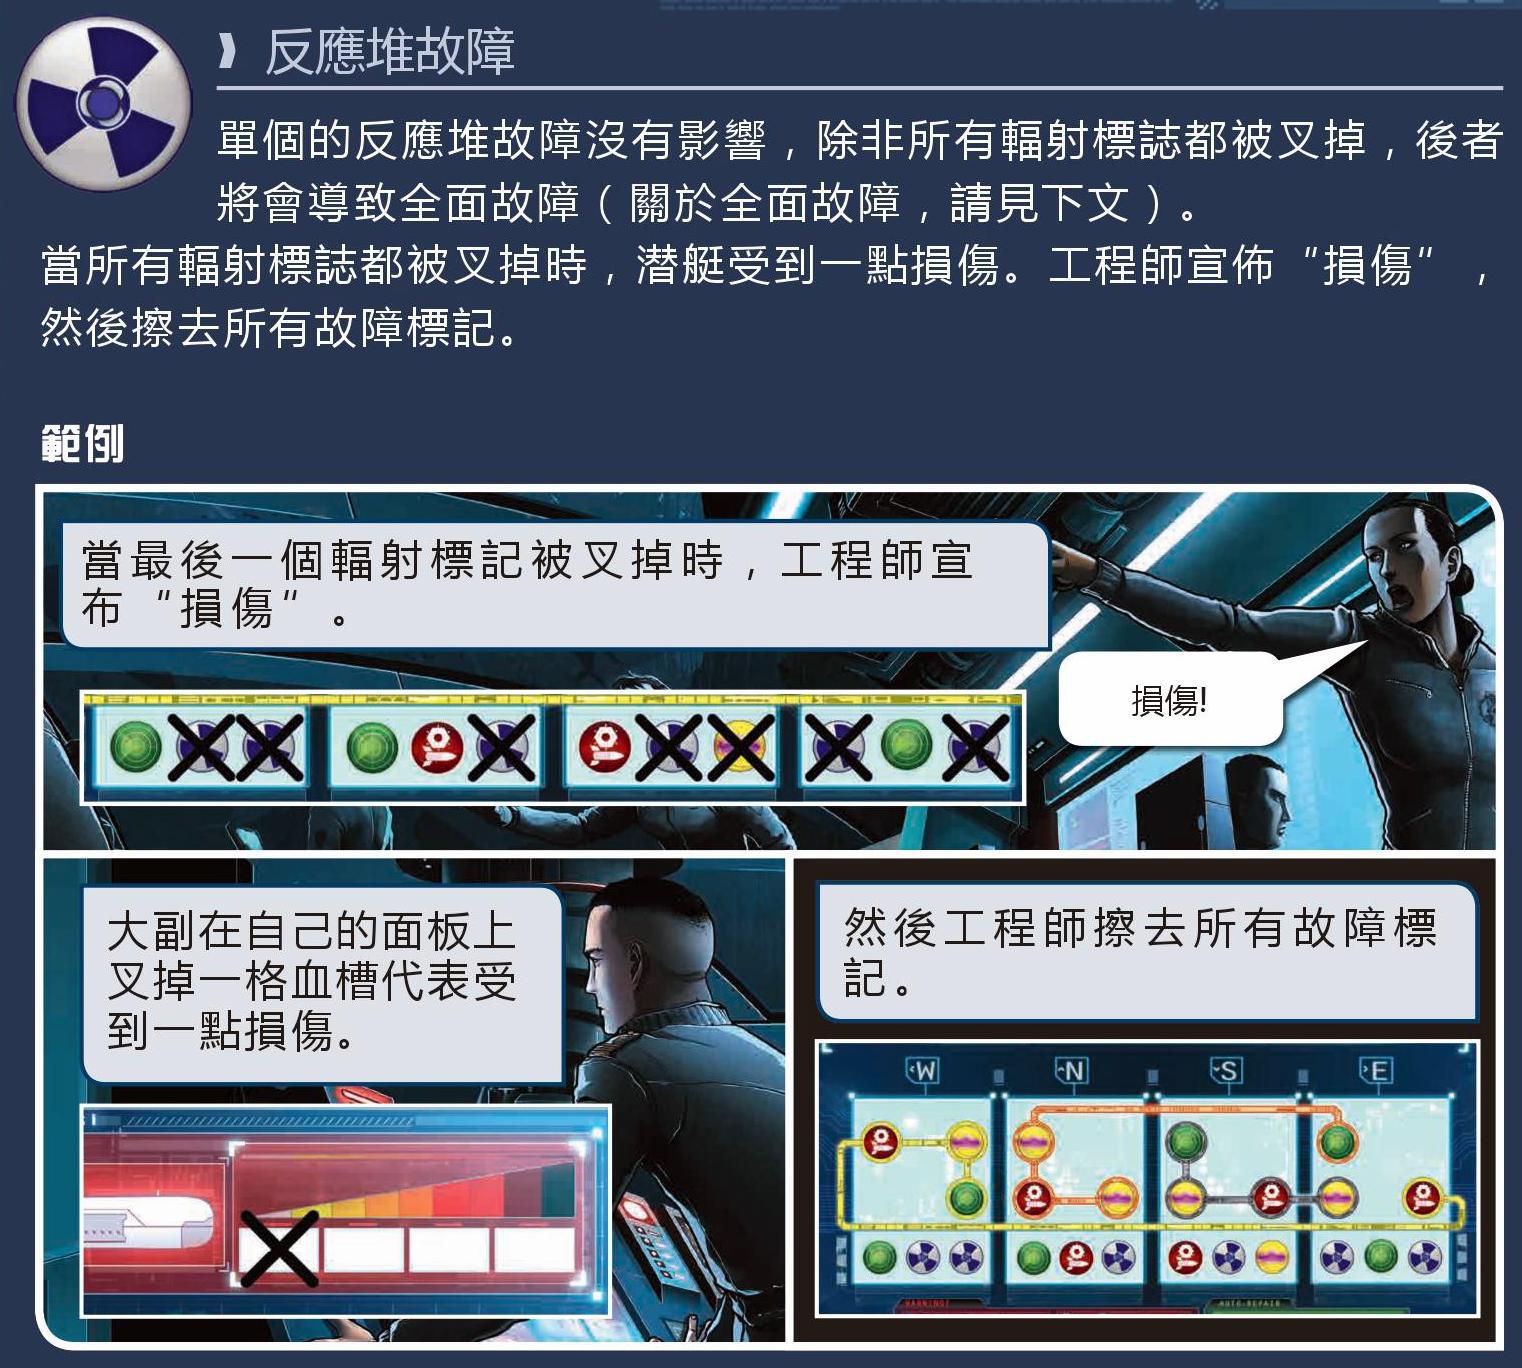 反應堆故障
單個的反應堆故障沒有影響，除非所有輻射標誌都被叉掉，後者
將會導致全面故障（關於全面故障，請見下文）。
當所有輻射標誌都被叉掉時，潛艇受到一點損傷。工程師宣佈“損傷“，
然後擦去所有故障標記。
範例
當最後一個輻射標記被叉掉時，工程師宣
布“損傷“。
損傷!
大副在自己的面板上
叉掉一格血槽代表受
到一點損傷。
然後工程師擦去所有故障標
記。
W N S E
WARNING! AUTO-REPAIR